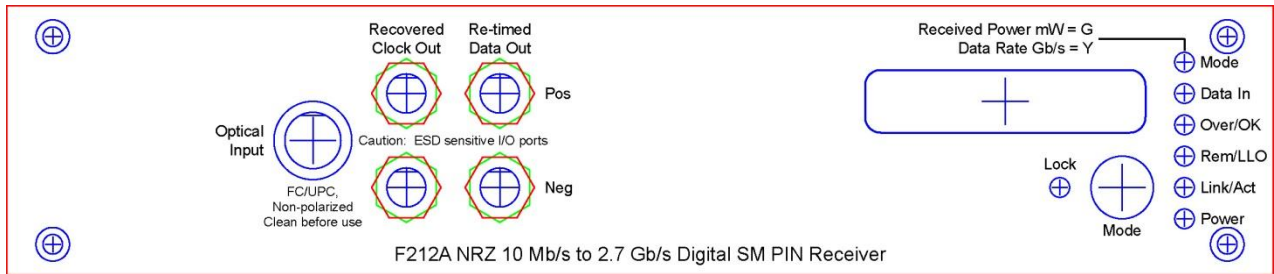 Recovered
Clock Out
Re-timed
Data Out
Pos
Optical
Input
Caution: ESD sensitive I/O ports
FC/UPC,
Non-polarized
Clean before use
Neg
Received Power mW = G
Data Rate Gb/s = Y
Mode
Data In
Over/OK
Rem/LLO
Lock
Link/Act
Mode
Power
F212A NRZ 10 Mb/s to 2.7 Gb/s Digital SM PIN Receiver